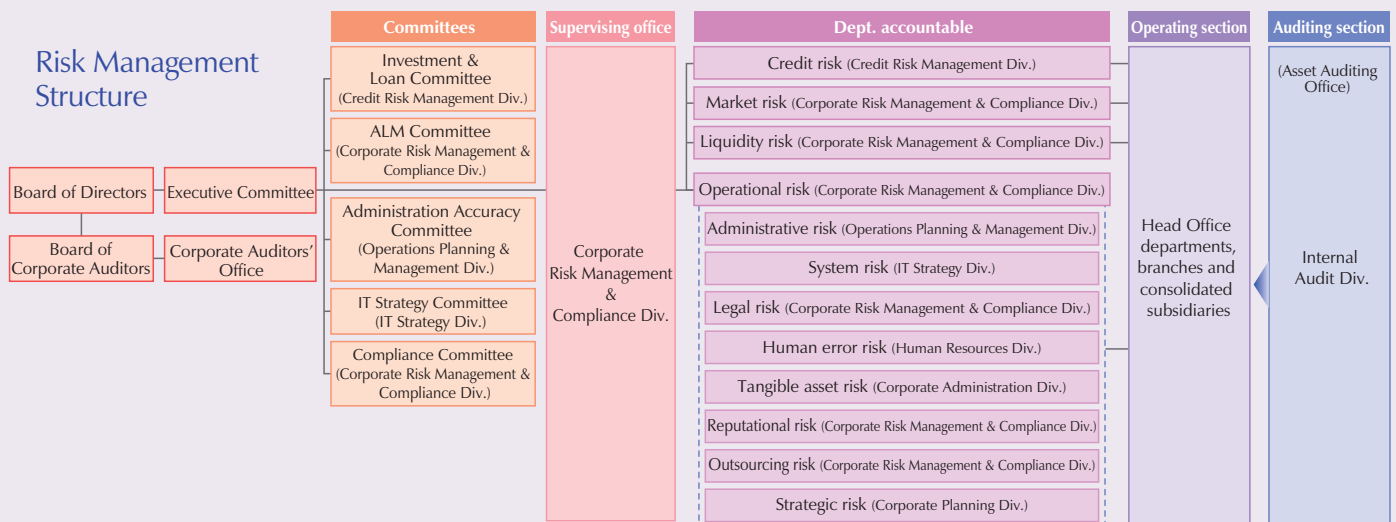 Risk Management
Structure
Board of Directors
Executive Committee
Board of
Corporate Auditors
Corporate Auditors’
Office
Committees
Investment &
Loan Committee
(Credit Risk Management Div.)
ALM Committee
(Corporate Risk Management &
Compliance Div.)
Administration Accuracy
Committee
(Operations Planning &
Management Div.)
IT Strategy Committee
(IT Strategy Div.)
Compliance Committee
(Corporate Risk Management &
Compliance Div.)
Supervising office
Corporate
Risk Management
&
Compliance Div.
Dept. accountable
Credit risk (Credit Risk Management Div.)
Market risk (Corporate Risk Management & Compliance Div.)
Liquidity risk (Corporate Risk Management & Compliance Div.)
Operational risk (Corporate Risk Management & Compliance Div.)
Administrative risk (Operations Planning & Management Div.)
System risk (IT Strategy Div.)
Legal risk (Corporate Risk Management & Compliance Div.)
Human error risk (Human Resources Div.)
Tangible asset risk (Corporate Administration Div.)
Reputational risk (Corporate Risk Management & Compliance Div.)
Outsourcing risk (Corporate Risk Management & Compliance Div.)
Strategic risk (Corporate Planning Div.)
Operating section
Head Office
departments,
branches and
consolidated
subsidiaries
Auditing section
(Asset Auditing
Office)
Internal
Audit Div.